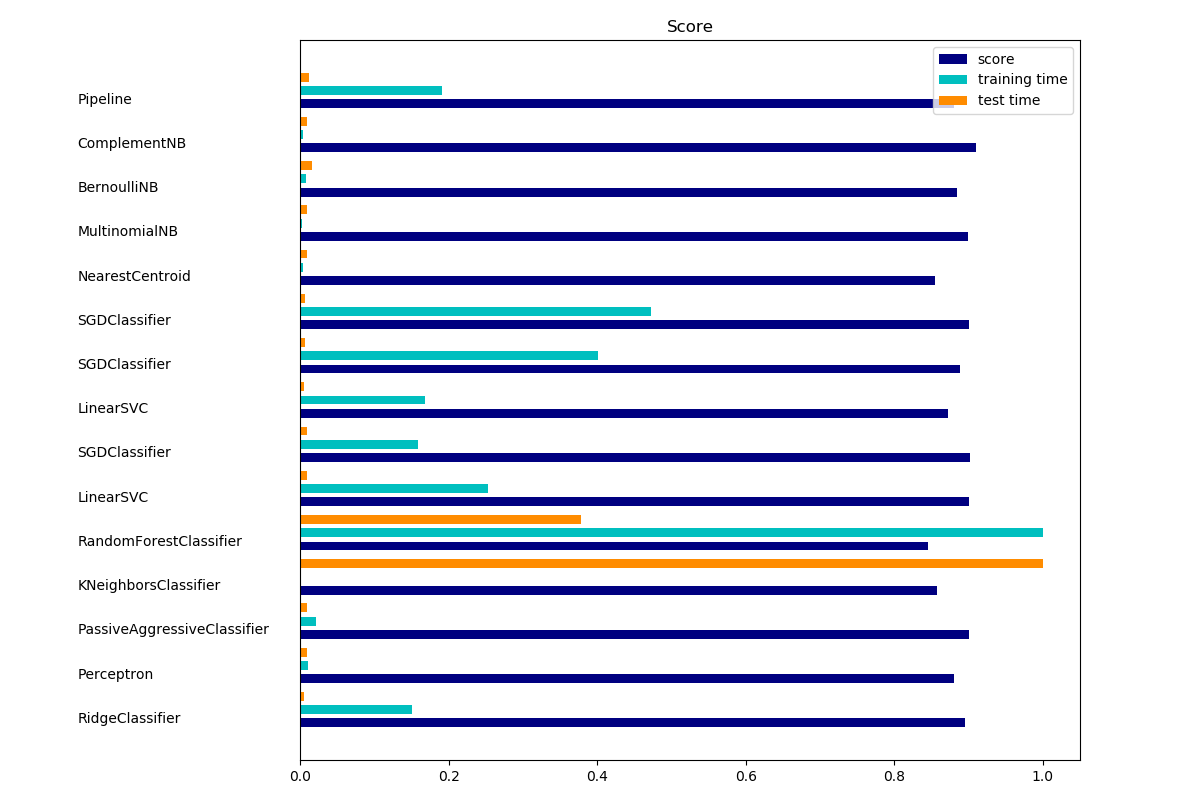 Score
score
training time
test time
Pipeline
ComplementNB
BernoulliNB
MultinomialNB
NearestCentroid
SGDClassifier
SGDClassifier
LinearSVC
SGDClassifier
LinearSVC
RandomForestClassifier
KNeighborsClassifier
PassiveAggressiveClassifier
Perceptron
RidgeClassifier
0.0 0.2 0.4 0.6 0.8 1.0